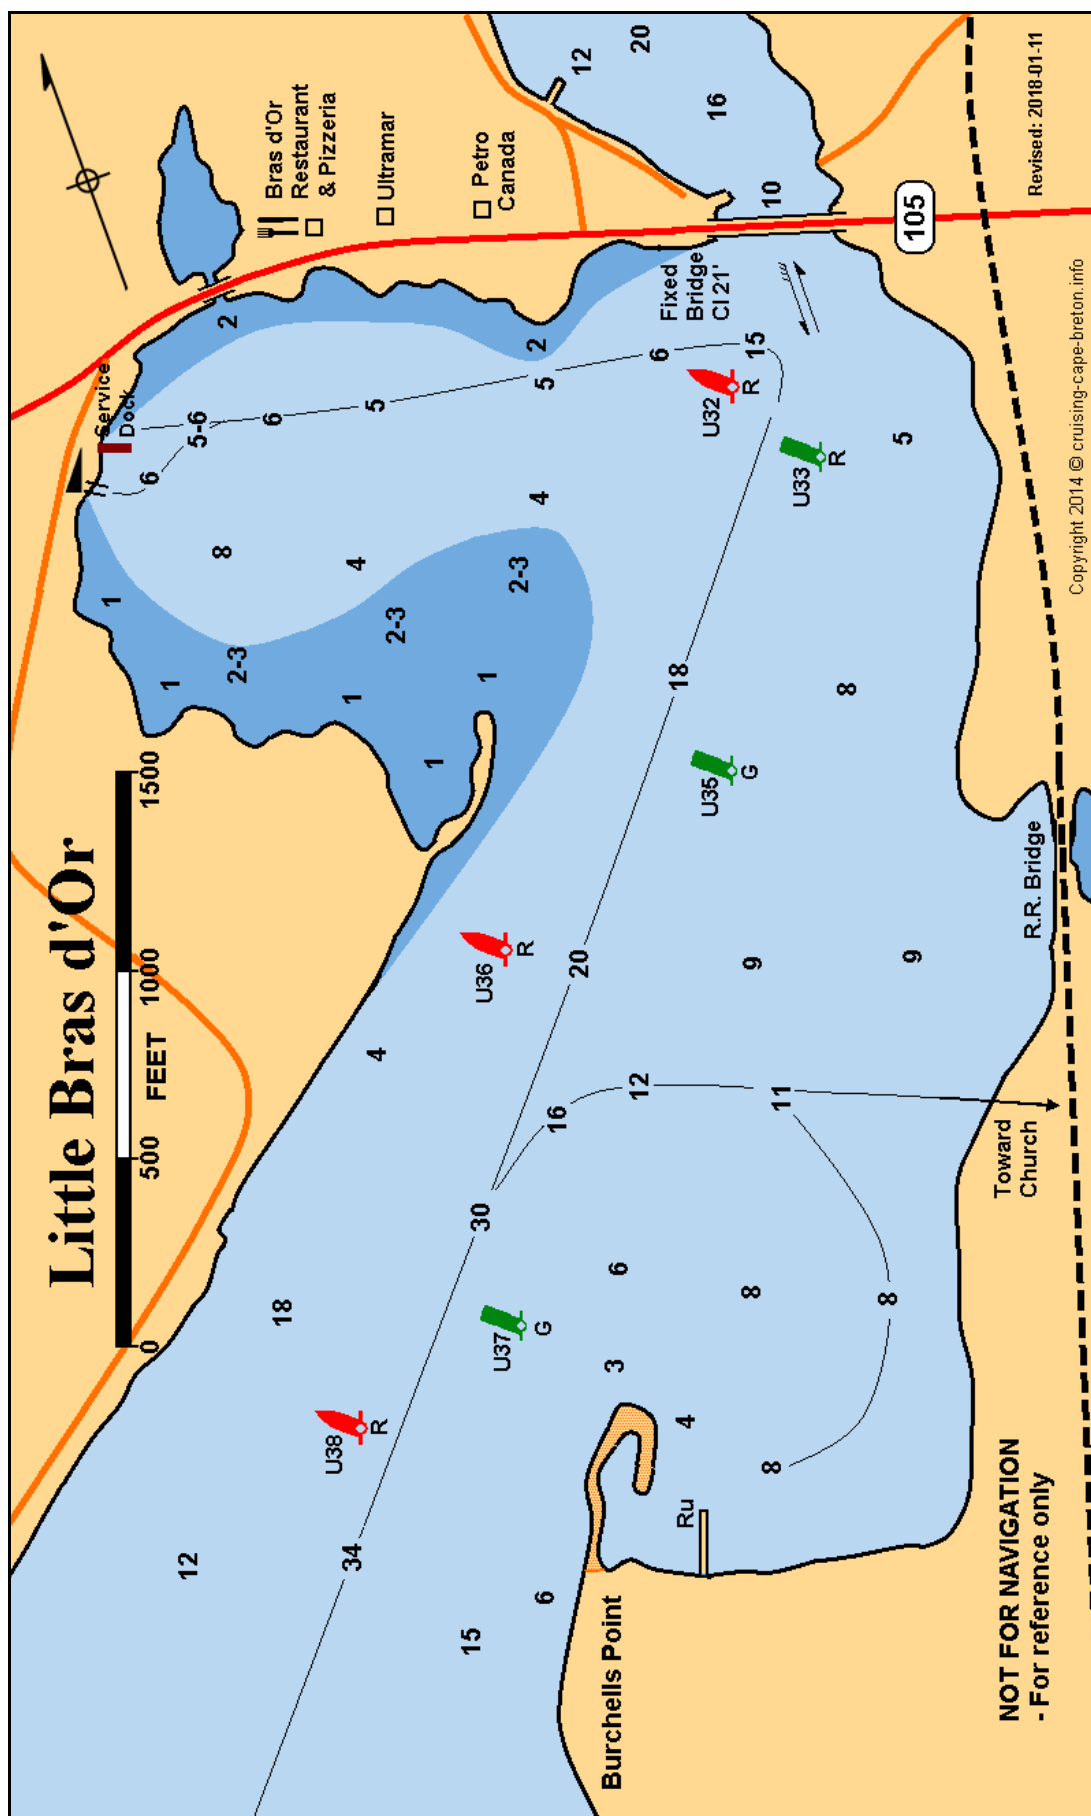 Little Bras d'Or
0 500 1000 1500
FEET
Service
Dock
1
6
1
12
5-6
8
2
2-3
6
Bras d'Or
Restaurant
& Pizzeria
18
U38
R
34
1
4
5
4
Ultramar
2-3
1
15
30
Petro
Canada
U36
R
1
U37
G
2-3
2
4
5
6
16
20
12
Burchells Point
3
6
12
20
6
Fixed
Bridge
Cl 21'
18
4
Ru
U32
R
U35
G
16
8
9
15
10
8
11
U33
R
8
8
5
9
105
Toward
Church
R.R. Bridge
NOT FOR NAVIGATION
- For reference only
Revised: 2018-01-11
Copyright 2014 © cruising-cape-breton.info